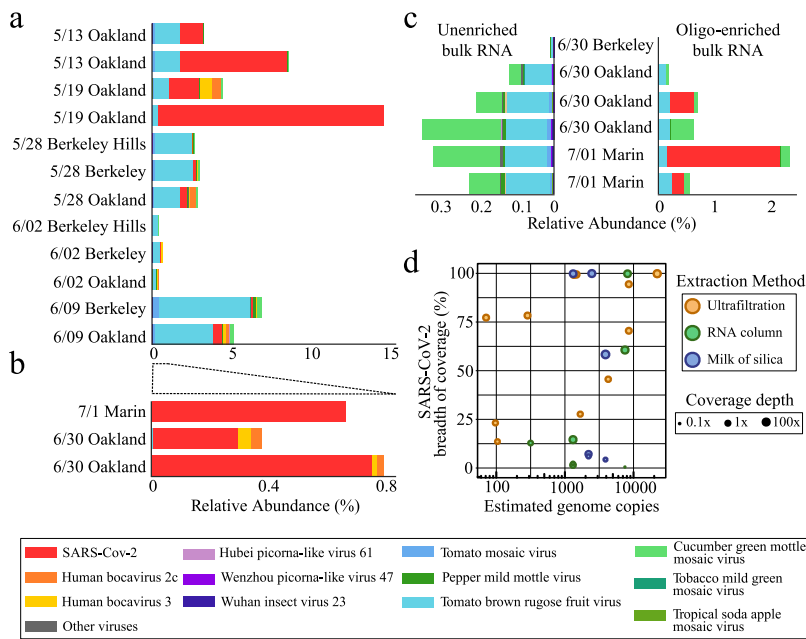 a
5/13 Oakland
5/13 Oakland
5/19 Oakland
5/19 Oakland
5/28 Berkeley Hills
5/28 Berkeley
5/28 Oakland
6/02 Berkeley Hills
6/02 Berkeley
6/02 Oakland
6/09 Berkeley
6/09 Oakland
0 5 10 15
b
7/1 Marin
6/30 Oakland
6/30 Oakland
0 0.4 0.8
Relative Abundance (%)
c
Unenriched bulk RNA
Oligo-enriched bulk RNA
6/30 Berkeley
6/30 Oakland
6/30 Oakland
6/30 Oakland
7/01 Marin
7/01 Marin
0.3 0.2 0.1 0
0 1 2
Relative Abundance (%)
d
SARS-CoV-2 breadth of coverage (%)
100
75
50
25
0
100 1000 10000
Estimated genome copies
Extraction Method
Ultrafiltration
RNA column
Milk of silica
Coverage depth
0.1x 1x 100x
SARS-Cov-2
Human bocavirus 2c
Human bocavirus 3
Other viruses
Hubei picorna-like virus 61
Wenzhou picorna-like virus 47
Wuhan insect virus 23
Tomato mosaic virus
Pepper mild mottle virus
Tomato brown rugose fruit virus
Cucumber green mottle mosaic virus
Tobacco mild green mosaic virus
Tropical soda apple mosaic virus